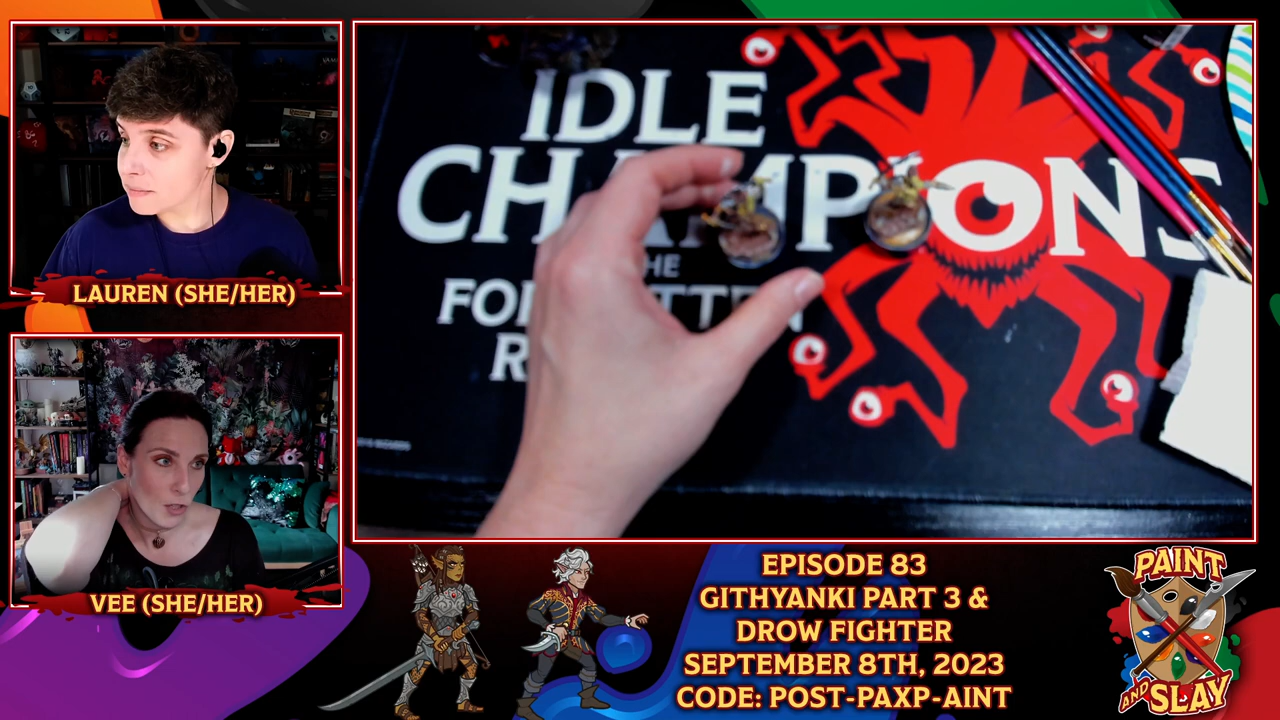 LAUREN (SHE/HER)
VEE (SHE/HER)
IDLE
CHAMPIONS
THE
EPISODE 83
GITHYANKI PART 3 &
DROW FIGHTER
SEPTEMBER 8TH, 2023
CODE: POST-PAXP-AINT
PAINT
AND SLAY